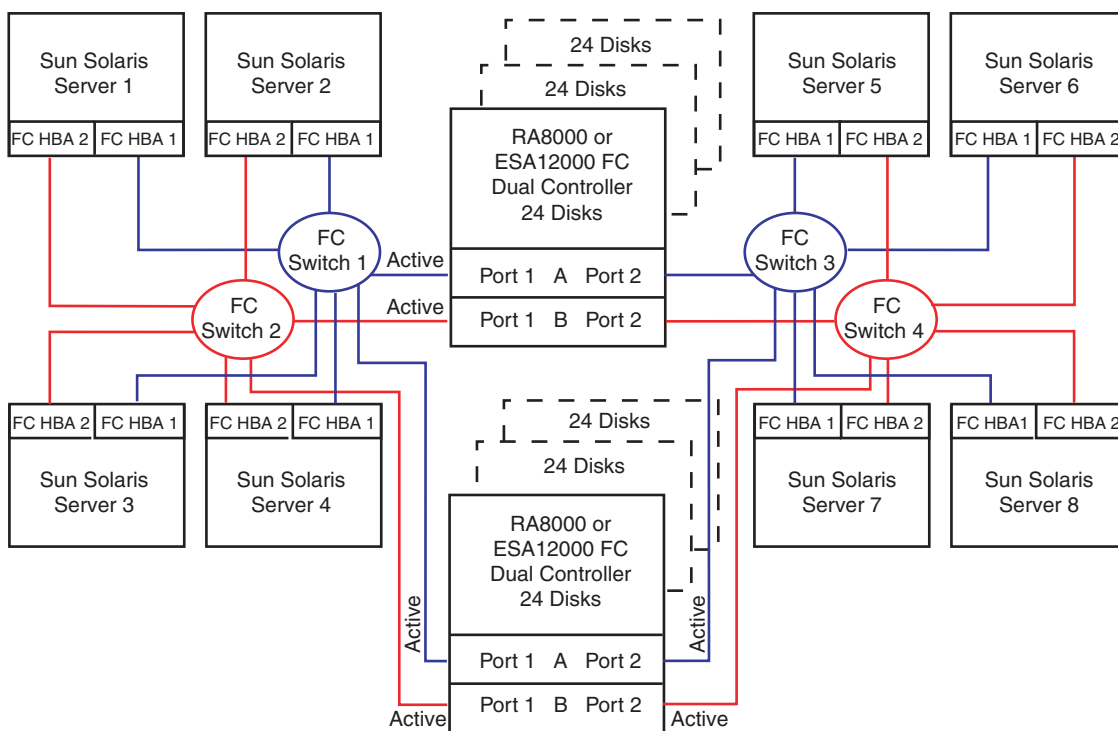 Sun Solaris
Server 1
FC HBA 2
FC HBA 1
Sun Solaris
Server 2
FC HBA 2
FC HBA 1
24 Disks
24 Disks
RA8000 or
ESA12000 FC
Dual Controller
24 Disks
Port 1 A Port 2
Port 1 B Port 2
Sun Solaris
Server 5
FC HBA 1
FC HBA 2
Sun Solaris
Server 6
FC HBA 1
FC HBA 2
FC
Switch 1
Active
FC
Switch 2
Active
FC
Switch 3
FC
Switch 4
FC HBA 2
FC HBA 1
Sun Solaris
Server 3
FC HBA 2
FC HBA 1
Sun Solaris
Server 4
24 Disks
24 Disks
RA8000 or
ESA12000 FC
Dual Controller
24 Disks
Active
Active
Port 1 A Port 2
Port 1 B Port 2
Active
Active
FC HBA 1
FC HBA 2
Sun Solaris
Server 7
FC HBA1
FC HBA 2
Sun Solaris
Server 8